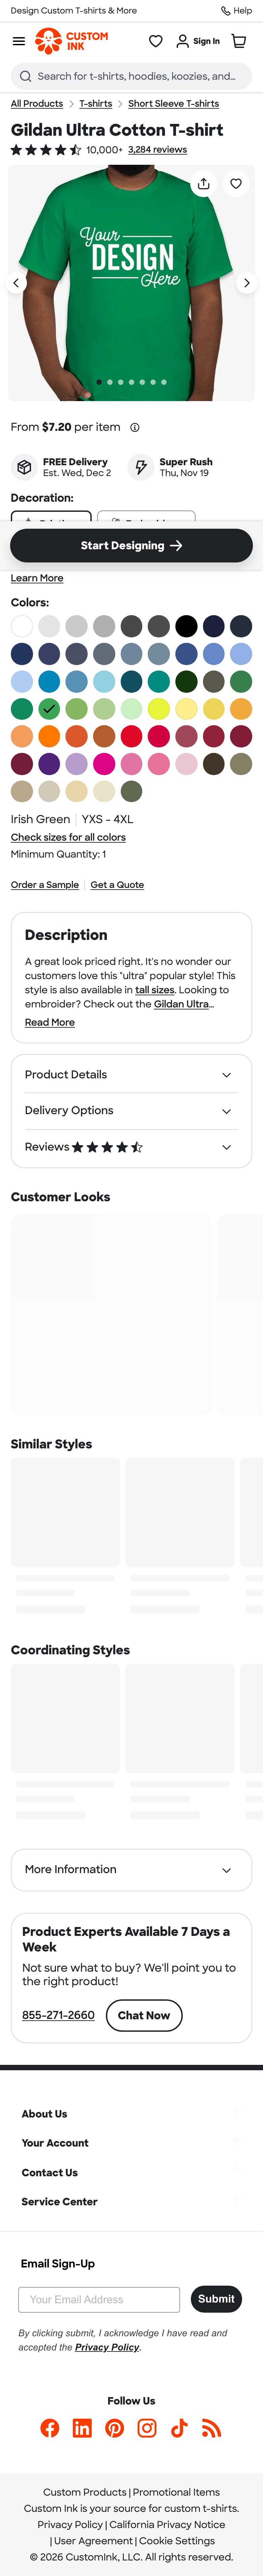 Design Custom T-shirts & More
Help
CUSTOM
INK
Sign In
Search for t-shirts, hoodies, koozies, and...
All Products > T-shirts > Short Sleeve T-shirts
Gildan Ultra Cotton T-shirt
10,000+ 3,284 reviews
Your
DESIGN
HERE
From $7.20 per item
FREE Delivery
Est. Wed, Dec 2
Super Rush
Thu, Nov 19
Decoration:
Start Designing
Learn More
Colors:
Irish Green | YXS - 4XL
Check sizes for all colors
Minimum Quantity: 1
Order a Sample | Get a Quote
Description
A great look priced right. It's no wonder our
customers love this "ultra" popular style! This
style is also available in tall sizes. Looking to
embroider? Check out the Gildan Ultra...
Read More
Product Details
Delivery Options
Reviews
Customer Looks
Similar Styles
Coordinating Styles
More Information
Product Experts Available 7 Days a
Week
Not sure what to buy? We'll point you to
the right product!
855-271-2660
Chat Now
About Us
Your Account
Contact Us
Service Center
Email Sign-Up
Your Email Address
Submit
By clicking submit, I acknowledge I have read and
accepted the Privacy Policy.
Follow Us
Custom Products | Promotional Items
Custom Ink is your source for custom t-shirts.
Privacy Policy | California Privacy Notice
| User Agreement | Cookie Settings
© 2026 CustomInk, LLC. All rights reserved.